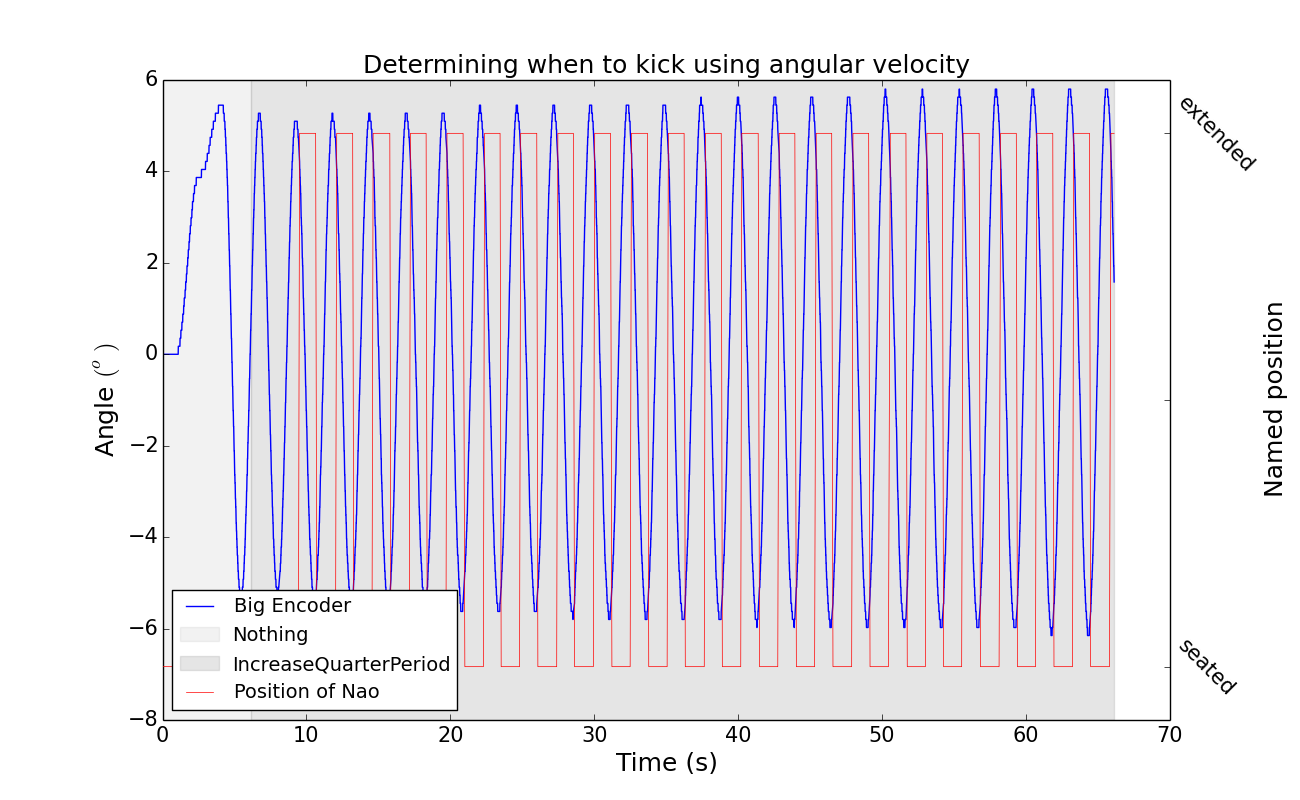 Determining when to kick using angular velocity
6
4
2
0
−2
−4
−6
−8
Angle (°)
0 10 20 30 40 50 60 70
Time (s)
extended
seated
Named position
Big Encoder
Nothing
IncreaseQuarterPeriod
Position of Nao